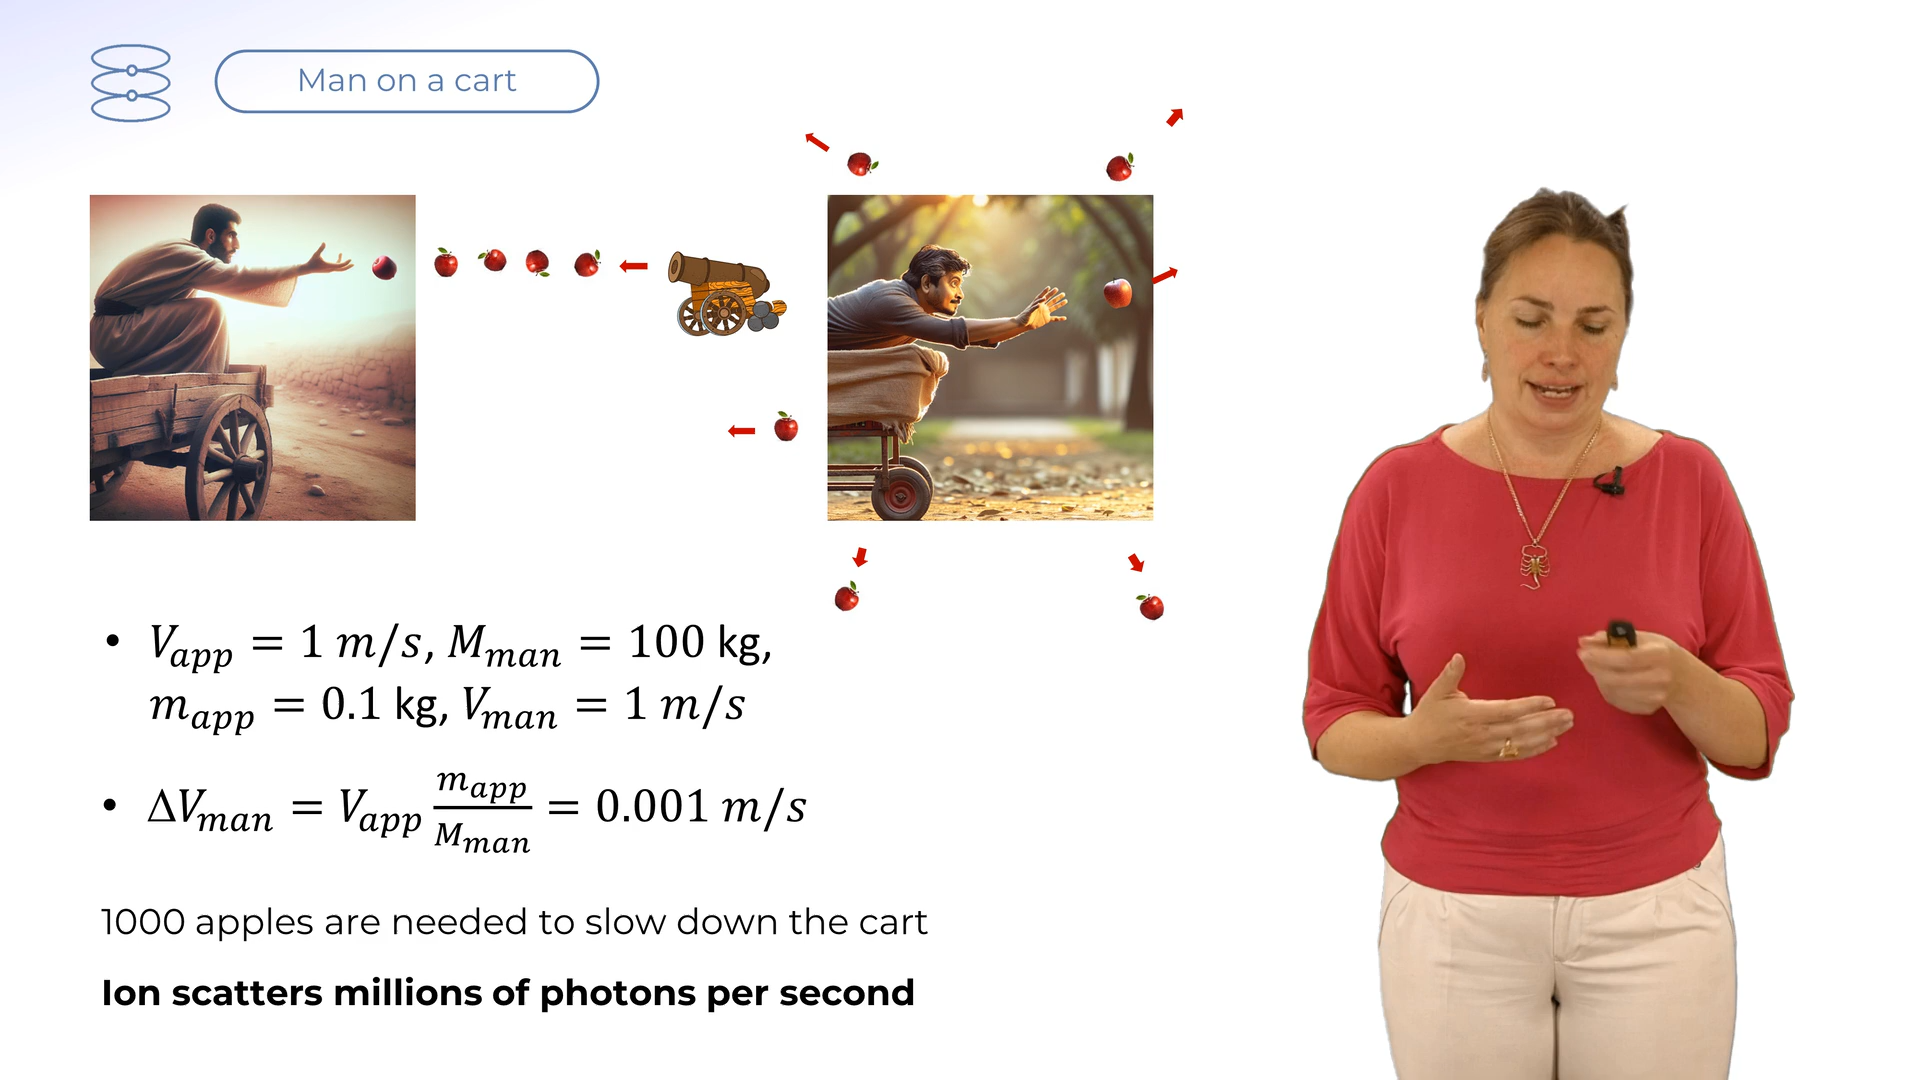 Man on a cart
• V_app = 1 m/s, M_man = 100 kg,
m_app = 0.1 kg, V_man = 1 m/s
• ΔV_man = V_app m_app/M_man = 0.001 m/s
1000 apples are needed to slow down the cart
Ion scatters millions of photons per second